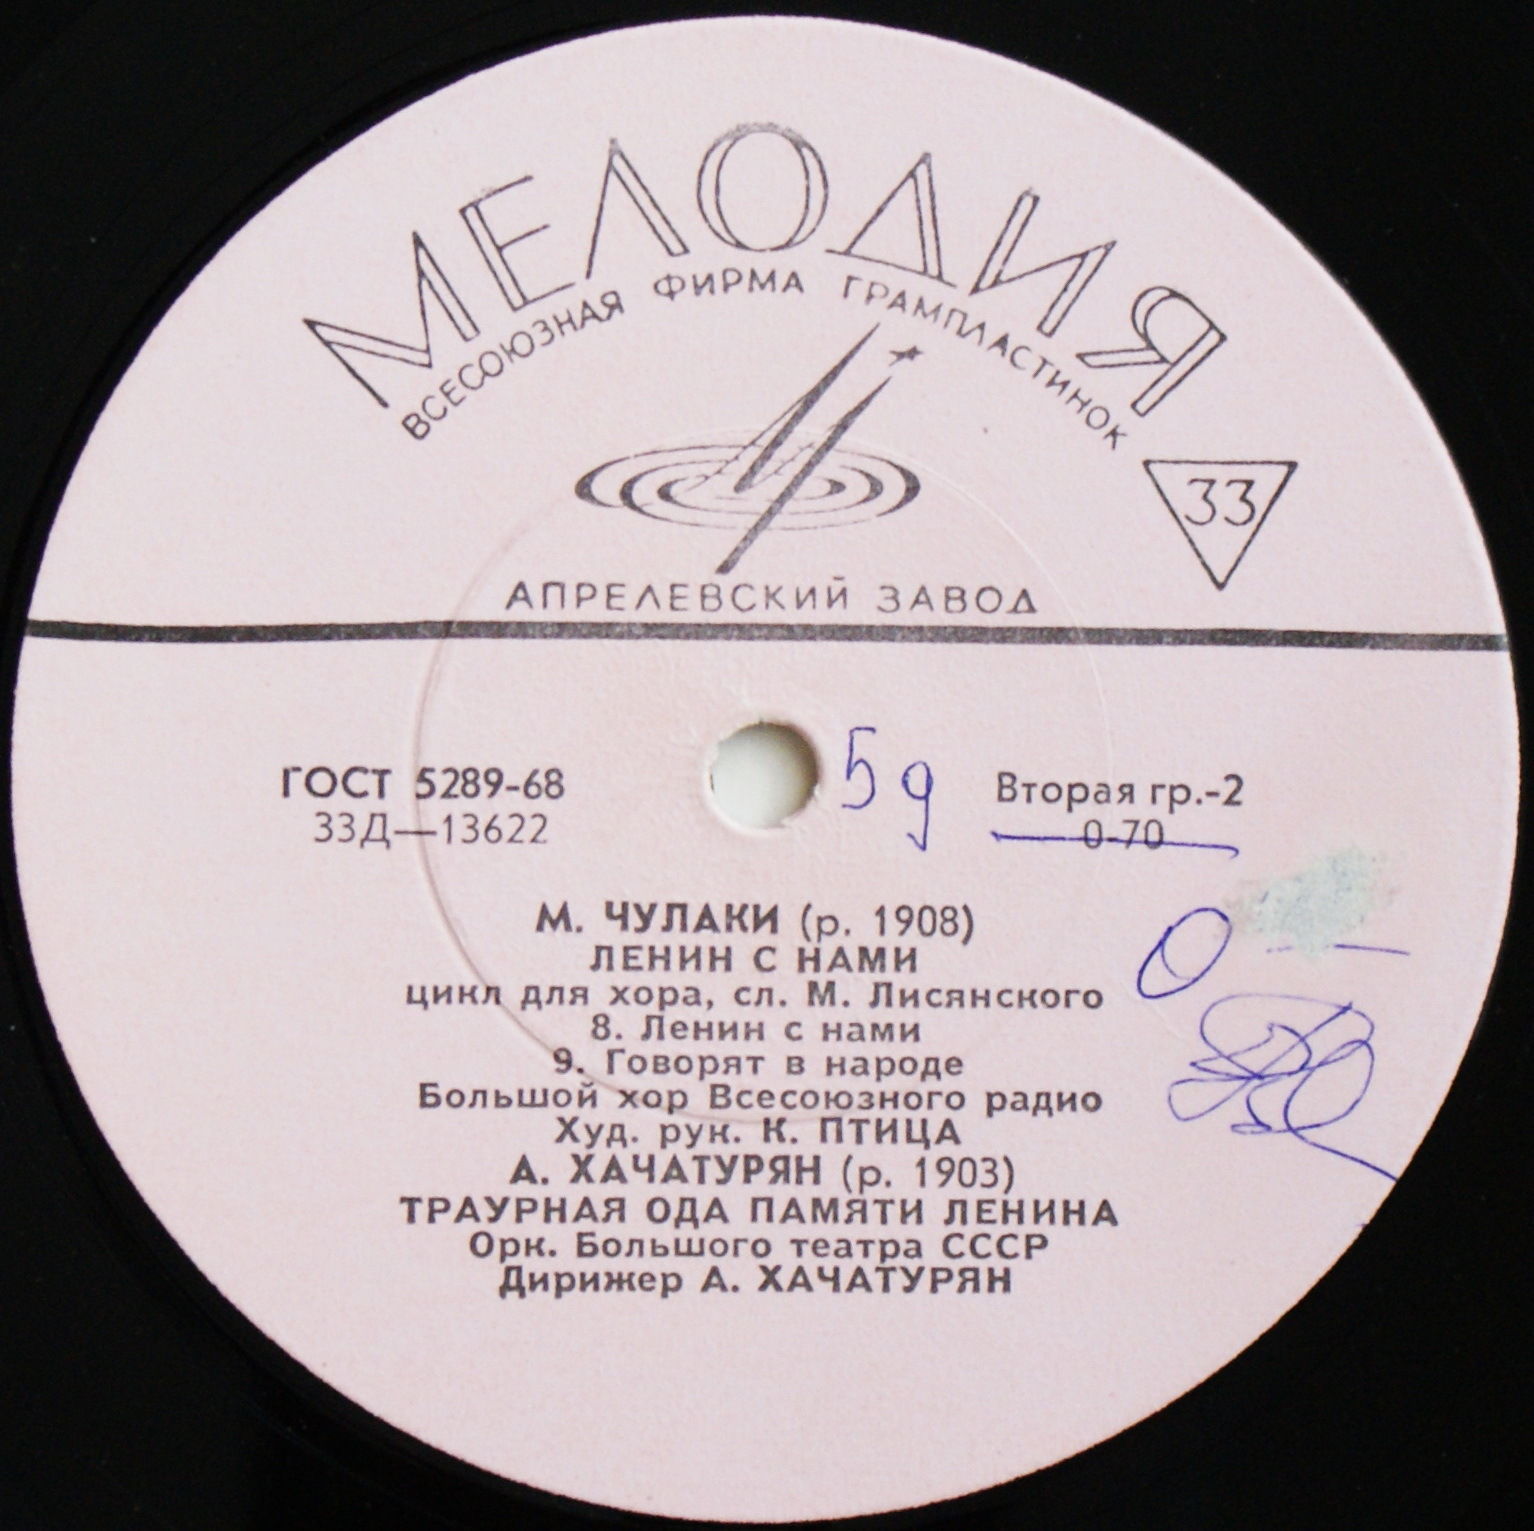 МЕЛОДИЯ
ВСЕСОЮЗНАЯ ФИРМА ГРАМПЛАСТИНОК
33
АПРЕЛЕВСКИЙ ЗАВОД
ГОСТ 5289-68
33Д—13622
59
Вторая гр.-2
0-70
М. ЧУЛАКИ (р. 1908)
ЛЕНИН С НАМИ
цикл для хора, сл. М. Лисянского
8. Ленин с нами
9. Говорят в народе
Большой хор Всесоюзного радио
Худ. рук. К. ПТИЦА
А. ХАЧАТУРЯН (р. 1903)
ТРАУРНАЯ ОДА ПАМЯТИ ЛЕНИНА
Орк. Большого театра СССР
Дирижер А. ХАЧАТУРЯН